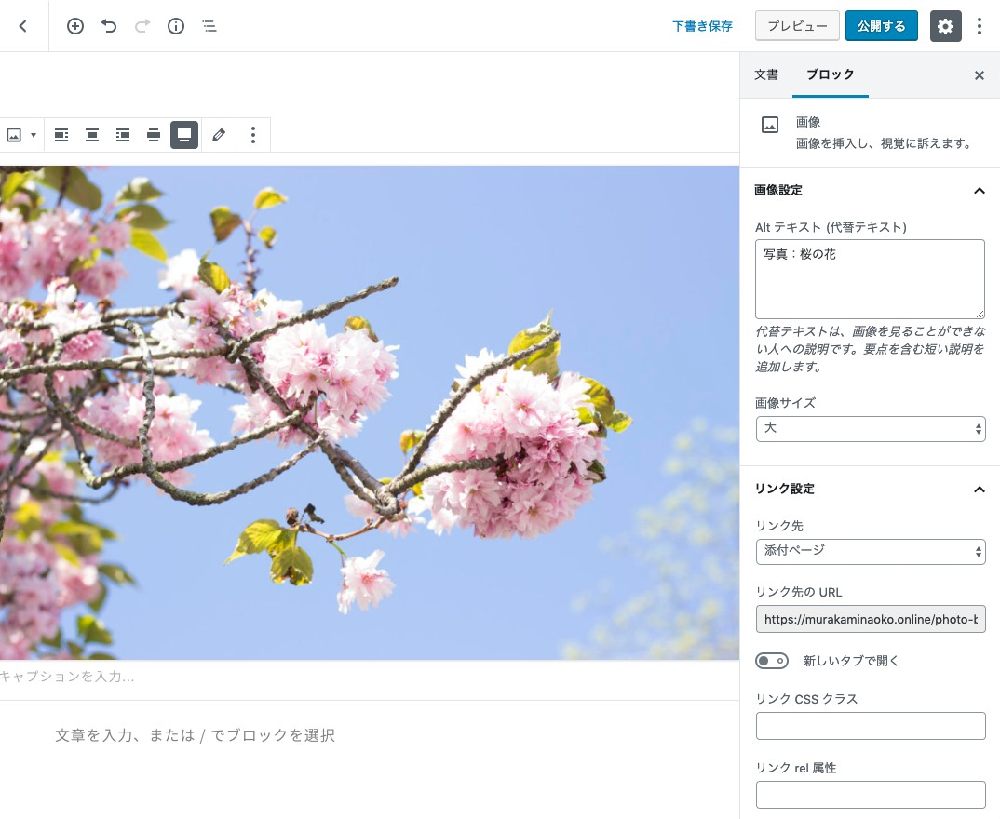 下書き保存
プレビュー
公開する
文書
ブロック
画像
画像を挿入し、視覚に訴えます。
画像設定
Alt テキスト (代替テキスト)
写真：桜の花
代替テキストは、画像を見ることができな
い人への説明です。要点を含む短い説明を
追加します。
画像サイズ
大
リンク設定
リンク先
添付ページ
リンク先の URL
https://murakaminaoko.online/photo-b
新しいタブで開く
リンク CSS クラス
リンク rel 属性
キャプションを入力...
文章を入力、または / でブロックを選択